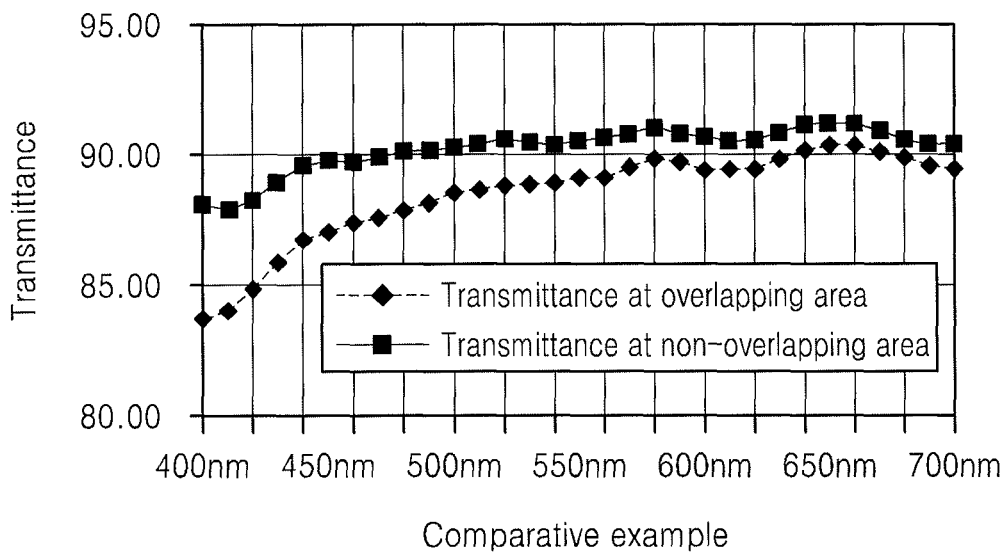 95.00
90.00
85.00
80.00
Transmittance
Transmittance at overlapping area
Transmittance at non-overlapping area
400nm 450nm 500nm 550nm 600nm 650nm 700nm
Comparative example